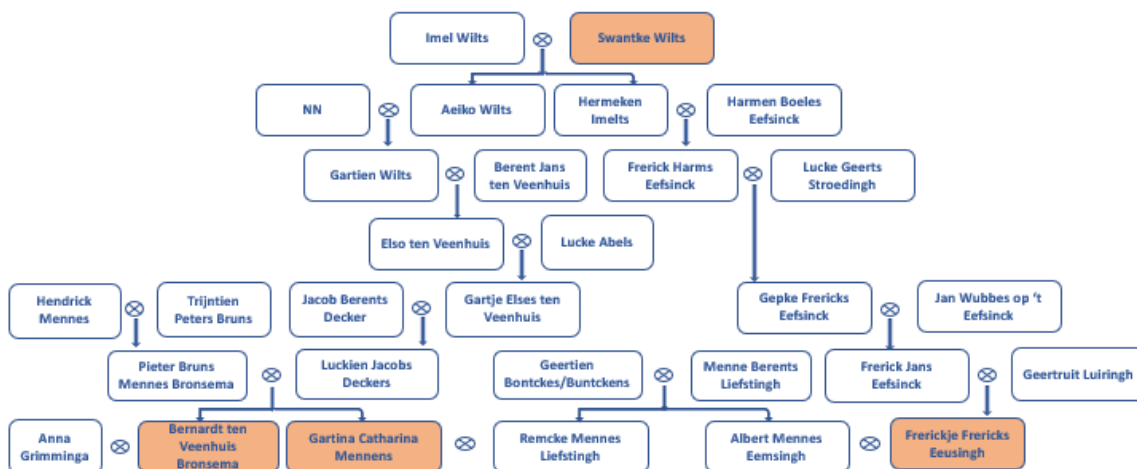 Imel Wilts
Swantke Wilts
NN
Aeiko Wilts
Hermeken
Imelts
Harmen Boeles
Eefsinck
Gartien Wilts
Berent Jans
ten Veenhuis
Frerick Harms
Eefsinck
Lucke Geerts
Stroedingh
Elso ten Veenhuis
Lucke Abels
Hendrick
Mennes
Trijntien
Peters Bruns
Jacob Berents
Decker
Gartje Elses ten
Veenhuis
Gepke Frericks
Eefsinck
Jan Wubbes op ‘t
Eefsinck
Pieter Bruns
Mennes Bronsema
Luckien Jacobs
Deckers
Geertien
Bontckes/Buntckens
Menne Berents
Liefstingh
Frerick Jans
Eefsinck
Geertruit Luiringh
Anna
Grimminga
Bernardt ten
Veenhuis
Bronsema
Gartina Catharina
Mennens
Remcke Mennes
Liefstingh
Albert Mennes
Eemsingh
Frerickje Frericks
Eeusingh